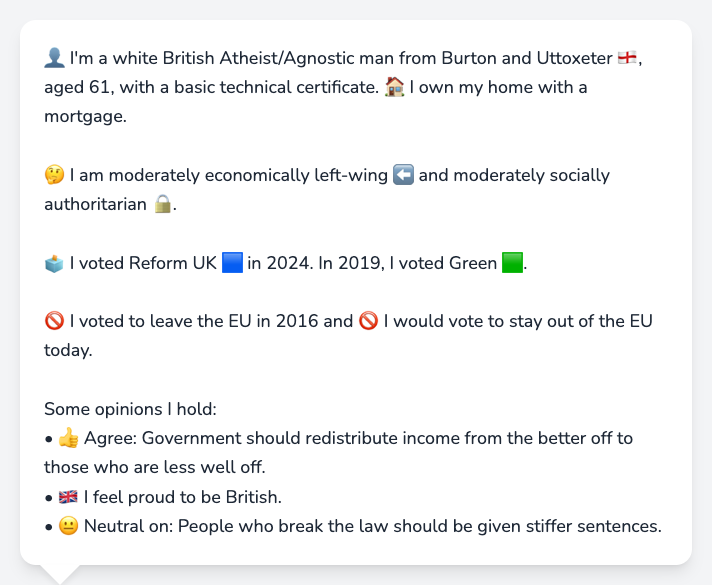 👤 I'm a white British Atheist/Agnostic man from Burton and Uttoxeter 🏴󠁧󠁢󠁥󠁮󠁧󠁿,
aged 61, with a basic technical certificate. 🏠 I own my home with a
mortgage.
🤔 I am moderately economically left-wing ⬅️ and moderately socially
authoritarian 🔒.
🗳️ I voted Reform UK 🟦 in 2024. In 2019, I voted Green 🟩.
🚫 I voted to leave the EU in 2016 and 🚫 I would vote to stay out of the EU
today.
Some opinions I hold:
• 👍 Agree: Government should redistribute income from the better off to
those who are less well off.
• 🇬🇧 I feel proud to be British.
• 😐 Neutral on: People who break the law should be given stiffer sentences.